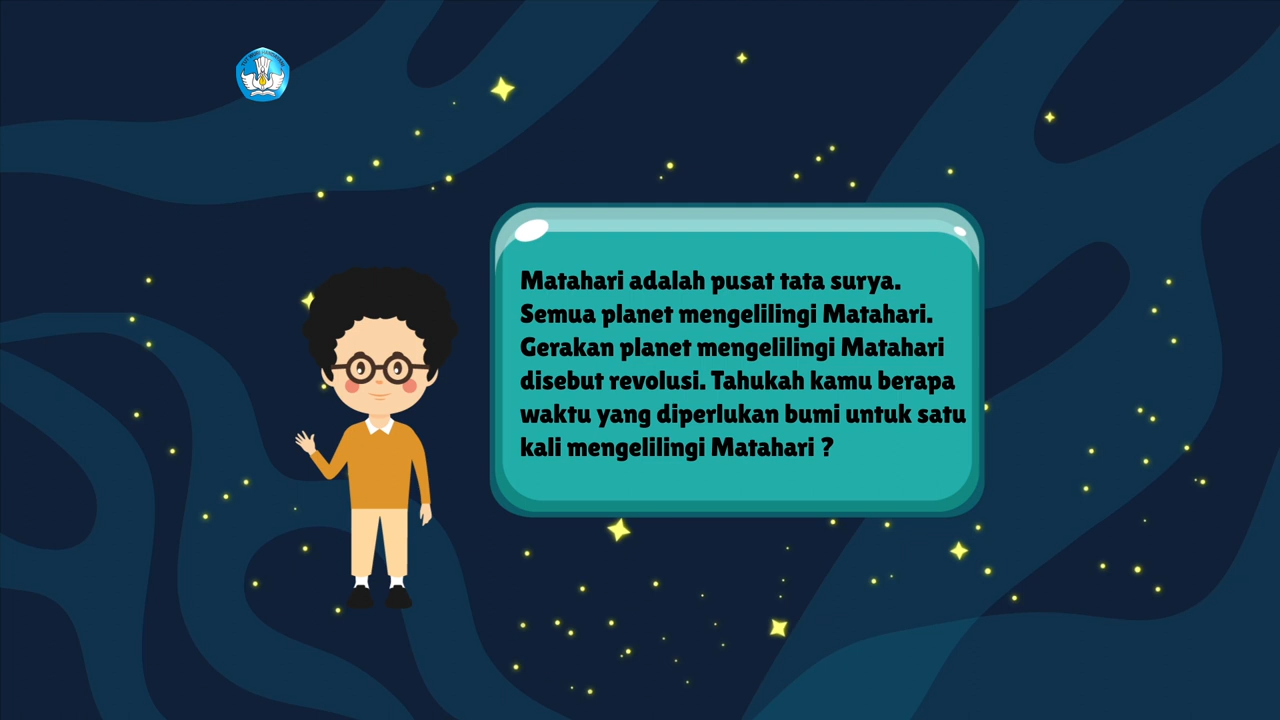 Matahari adalah pusat tata surya.
Semua planet mengelilingi Matahari.
Gerakan planet mengelilingi Matahari
disebut revolusi. Tahukah kamu berapa
waktu yang diperlukan bumi untuk satu
kali mengelilingi Matahari ?